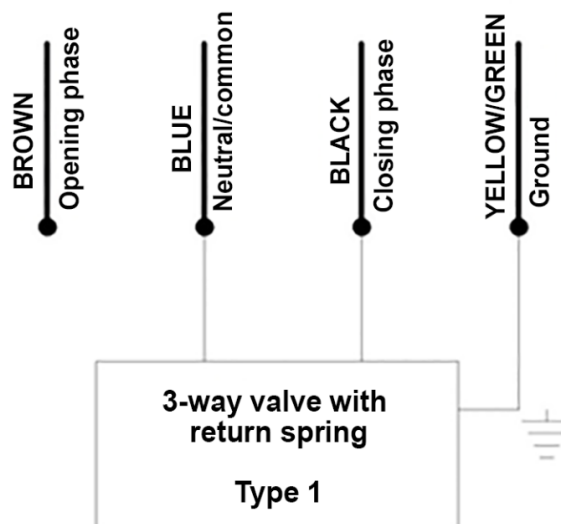 BROWN
Opening phase
BLUE
Neutral/common
BLACK
Closing phase
YELLOW/GREEN
Ground
3-way valve with
return spring
Type 1